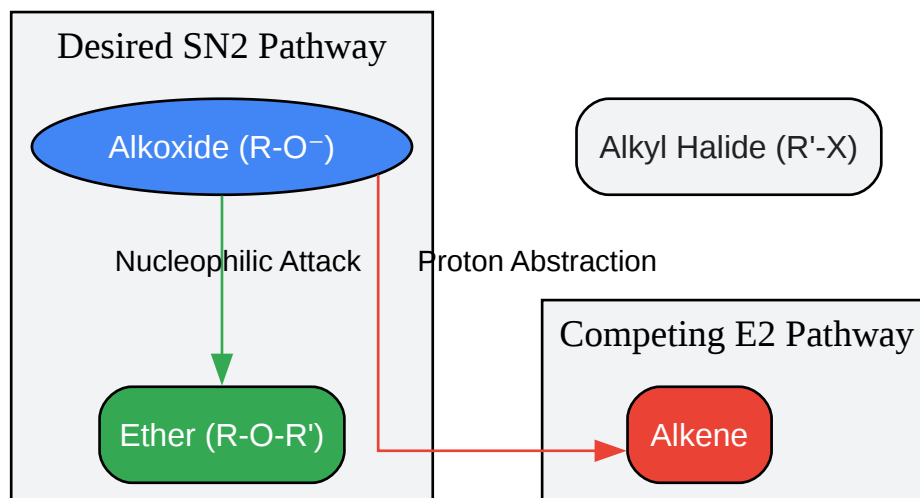 Desired SN2 Pathway
Alkoxide (R-O⁻)
Alkyl Halide (R'-X)
Nucleophilic Attack
Proton Abstraction
Competing E2 Pathway
Ether (R-O-R')
Alkene